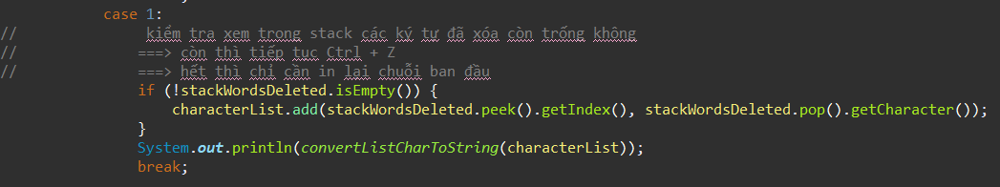 case 1:
// kiểm tra xem trong stack các ký tự đã xóa còn trống không
// ===> còn thì tiếp tục Ctrl + Z
// ===> hết thì chỉ cần in lại chuỗi ban đầu
if (!stackWordsDeleted.isEmpty()) {
characterList.add(stackWordsDeleted.peek().getIndex(), stackWordsDeleted.pop().getCharacter());
}
System.out.println(convertListCharToString(characterList));
break;